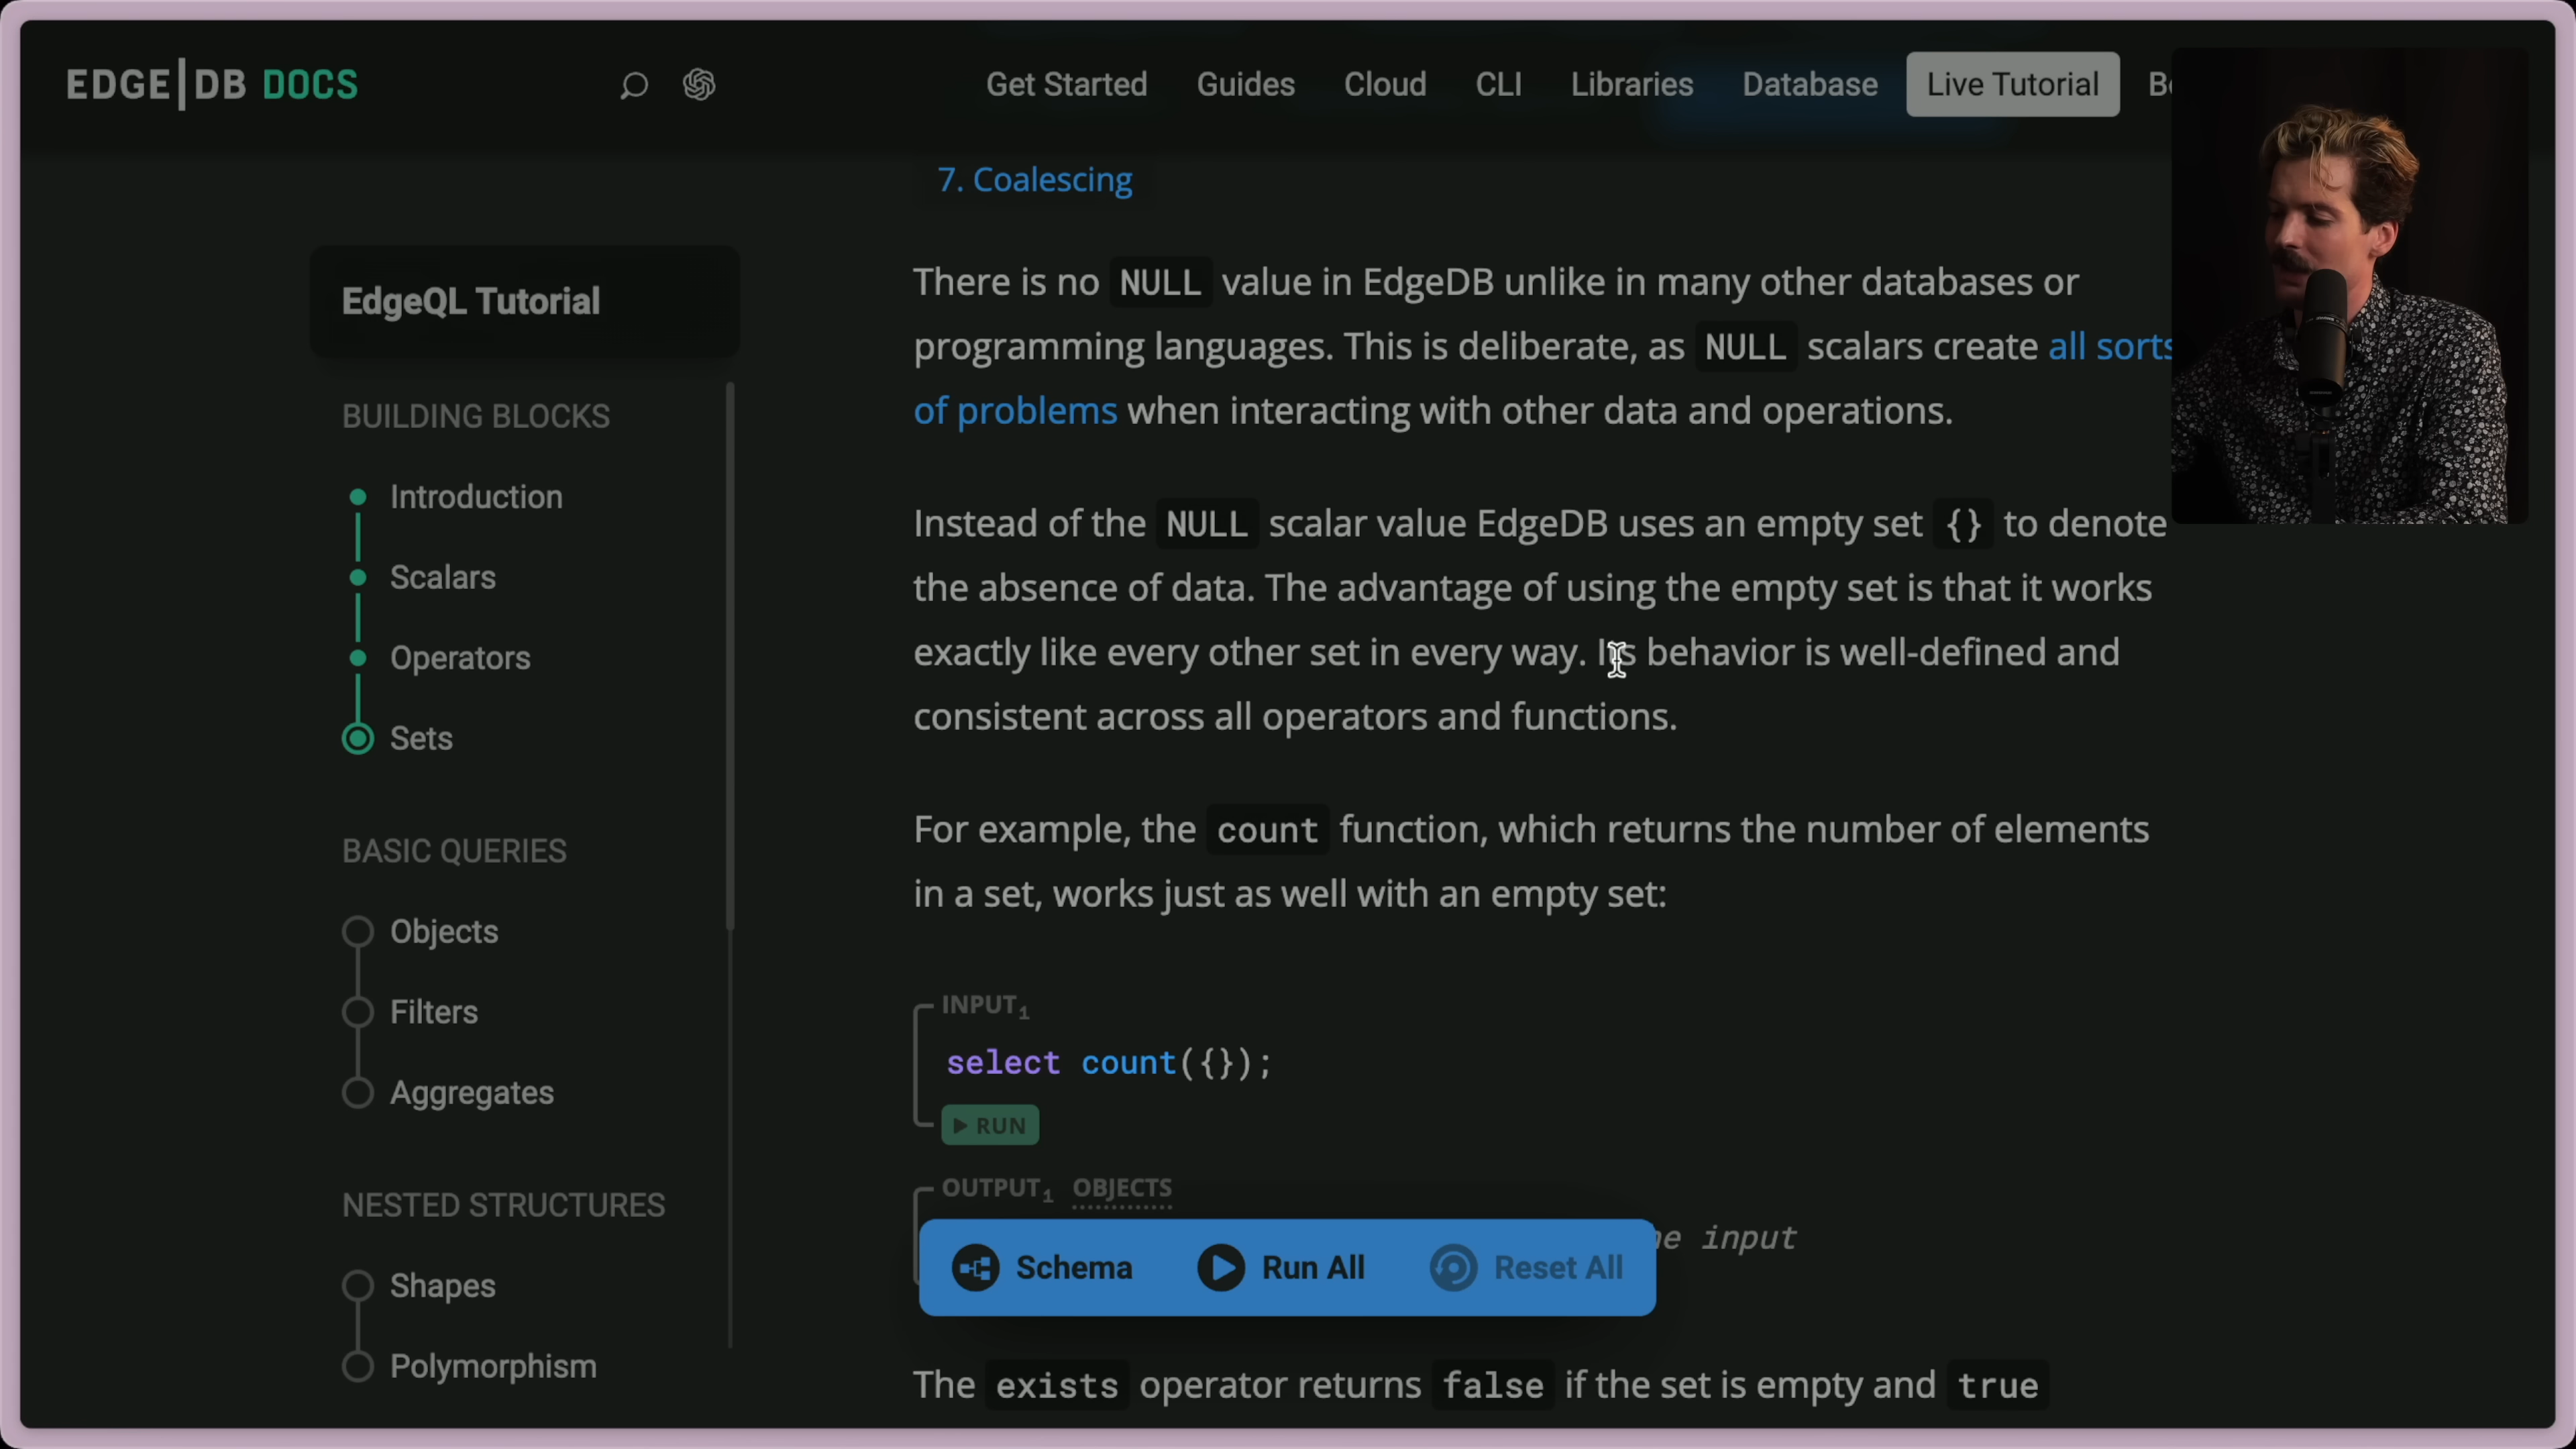 EDGE|DB DOCS
Get Started Guides Cloud CLI Libraries Database Live Tutorial
7. Coalescing
EdgeQL Tutorial
BUILDING BLOCKS
Introduction
Scalars
Operators
Sets
BASIC QUERIES
Objects
Filters
Aggregates
NESTED STRUCTURES
Shapes
Polymorphism
There is no NULL value in EdgeDB unlike in many other databases or
programming languages. This is deliberate, as NULL scalars create all sorts
of problems when interacting with other data and operations.
Instead of the NULL scalar value EdgeDB uses an empty set {} to denote
the absence of data. The advantage of using the empty set is that it works
exactly like every other set in every way. Its behavior is well-defined and
consistent across all operators and functions.
For example, the count function, which returns the number of elements
in a set, works just as well with an empty set:
INPUT1
select count({});
RUN
OUTPUT1 OBJECTS
input
Schema Run All Reset All
The exists operator returns false if the set is empty and true